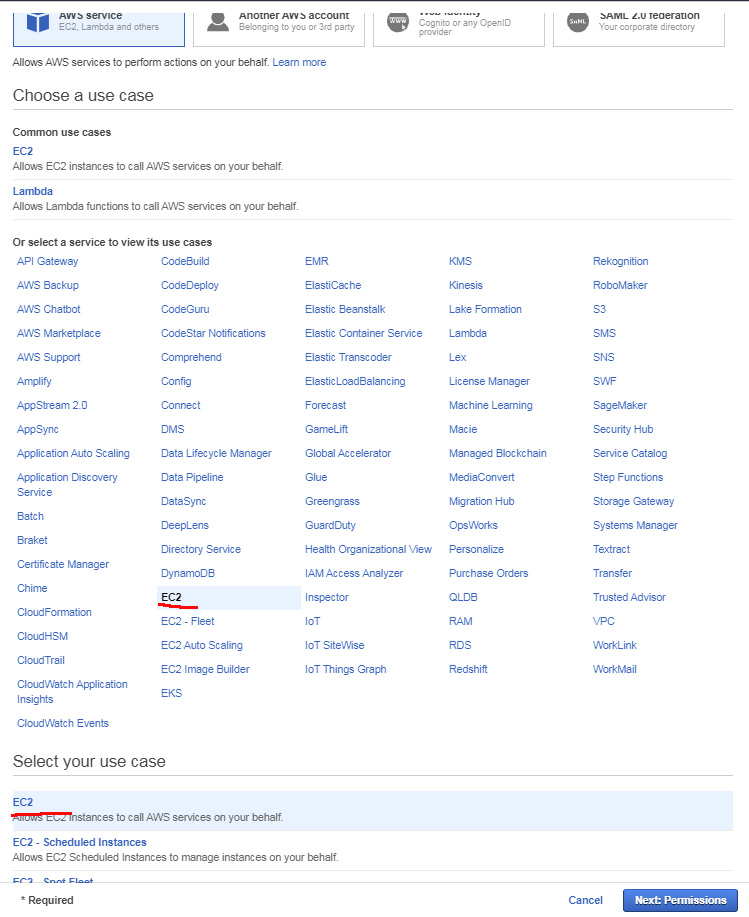 AWS service
EC2, Lambda and others
Another AWS account
Belonging to you or 3rd party
WWW
Web identity
Cognito or any OpenID
provider
SAML
SAML 2.0 federation
Your corporate directory
Allows AWS services to perform actions on your behalf. Learn more
Choose a use case
Common use cases
EC2
Allows EC2 instances to call AWS services on your behalf.
Lambda
Allows Lambda functions to call AWS services on your behalf.
Or select a service to view its use cases
API Gateway
AWS Backup
AWS Chatbot
AWS Marketplace
AWS Support
Amplify
AppStream 2.0
AppSync
Application Auto Scaling
Application Discovery
Service
Batch
Braket
Certificate Manager
Chime
CloudFormation
CloudHSM
CloudTrail
CloudWatch Application
Insights
CloudWatch Events
CodeBuild
CodeDeploy
CodeGuru
CodeStar Notifications
Comprehend
Config
Connect
DMS
Data Lifecycle Manager
Data Pipeline
DataSync
DeepLens
Directory Service
DynamoDB
EC2
EC2 - Fleet
EC2 Auto Scaling
EC2 Image Builder
EKS
EMR
ElastiCache
Elastic Beanstalk
Elastic Container Service
Elastic Transcoder
ElasticLoadBalancing
Forecast
GameLift
Global Accelerator
Glue
Greengrass
GuardDuty
Health Organizational View
IAM Access Analyzer
Inspector
IoT
IoT SiteWise
IoT Things Graph
KMS
Kinesis
Lake Formation
Lambda
Lex
License Manager
Machine Learning
Macie
Managed Blockchain
MediaConvert
Migration Hub
OpsWorks
Personalize
Purchase Orders
QLDB
RAM
RDS
Redshift
Rekognition
RoboMaker
S3
SMS
SNS
SWF
SageMaker
Security Hub
Service Catalog
Step Functions
Storage Gateway
Systems Manager
Textract
Transfer
Trusted Advisor
VPC
WorkLink
WorkMail
Select your use case
EC2
Allows EC2 instances to call AWS services on your behalf.
EC2 - Scheduled Instances
Allows EC2 Scheduled Instances to manage instances on your behalf.
EC2 - Spot Fleet
* Required
Cancel
Next: Permissions